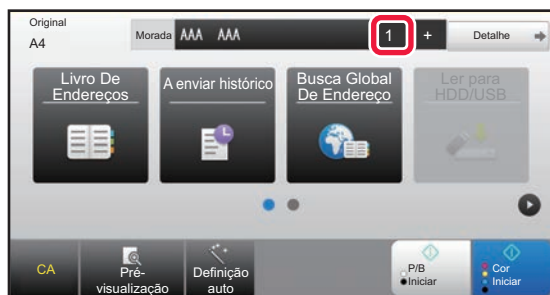 Original
A4
Morada AAA AAA 1 + Detalhe
Livro De
Endereços
A enviar histórico
Busca Global
De Endereço
Ler para
HDD/USB
CA
Pré-
visualização
Definição
auto
P/B
Iniciar
Cor
Iniciar